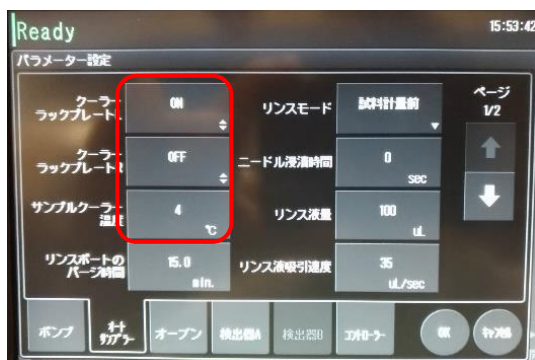 Ready
15:53:42
パラメーター設定
クーラー
ラックプレートL
ON
リンスモード
試料計量前
ページ
1/2
クーラー
ラックプレートR
OFF
ニードル浸漬時間
0
sec
サンプルクーラー
温度
4
℃
リンス液量
100
uL
リンスポートの
パージ時間
15.0
min.
リンス液吸引速度
35
uL/sec
ポンプ
オート
サンプラー
オーブン
検出器A
検出器B
コントローラー
OK
キャンセル